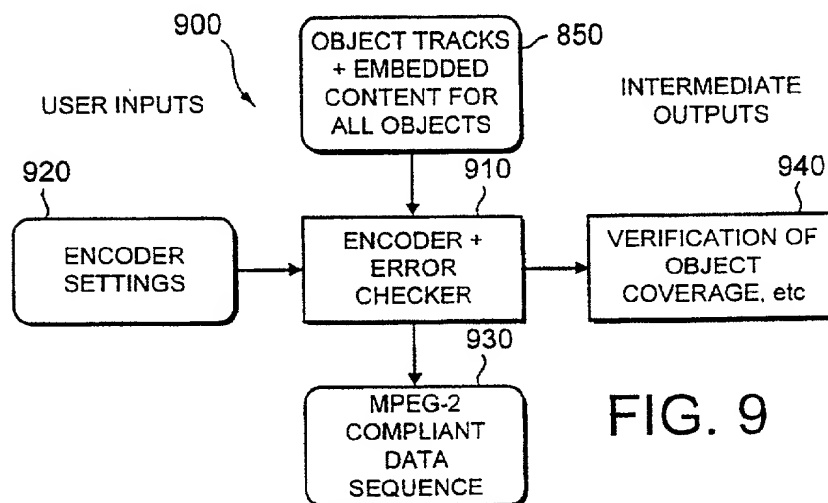 900
OBJECT TRACKS
+ EMBEDDED
CONTENT FOR
ALL OBJECTS
850
USER INPUTS
INTERMEDIATE
OUTPUTS
920
ENCODER
SETTINGS
910
ENCODER +
ERROR
CHECKER
940
VERIFICATION OF
OBJECT
COVERAGE, etc
930
MPEG-2
COMPLIANT
DATA
SEQUENCE
FIG. 9